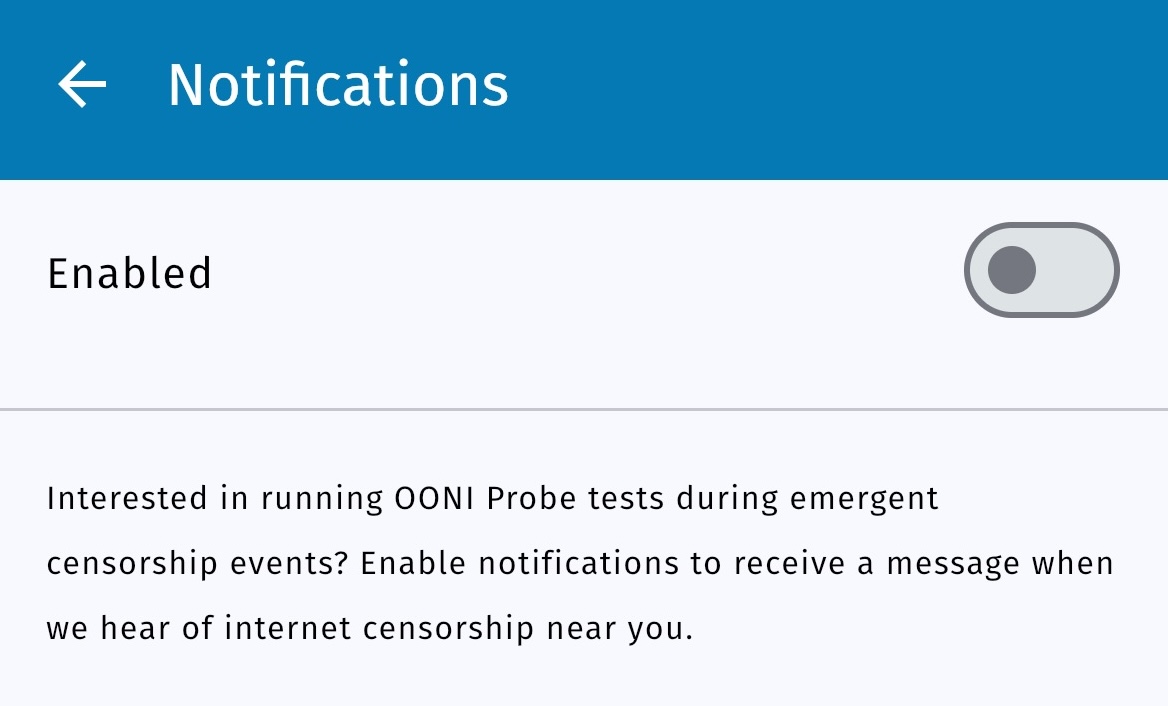 Notifications
Enabled
Interested in running OONI Probe tests during emergent
censorship events? Enable notifications to receive a message when
we hear of internet censorship near you.